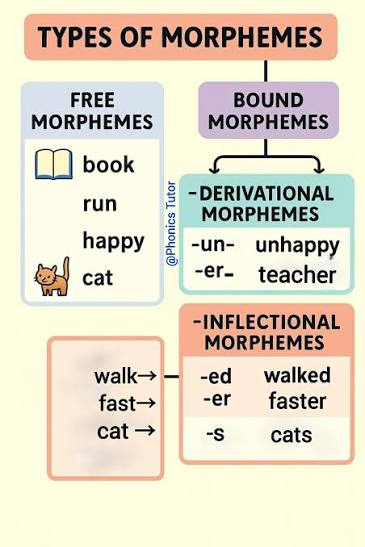 TYPES OF MORPHEMES
FREE
MORPHEMES
book
run
happy
cat
@Phonics Tutor
BOUND
MORPHEMES
-DERIVATIONAL
MORPHEMES
-un- unhappy
-er- teacher
-INFLECTIONAL
MORPHEMES
walk→ -ed walked
fast→ -er faster
cat → -s cats